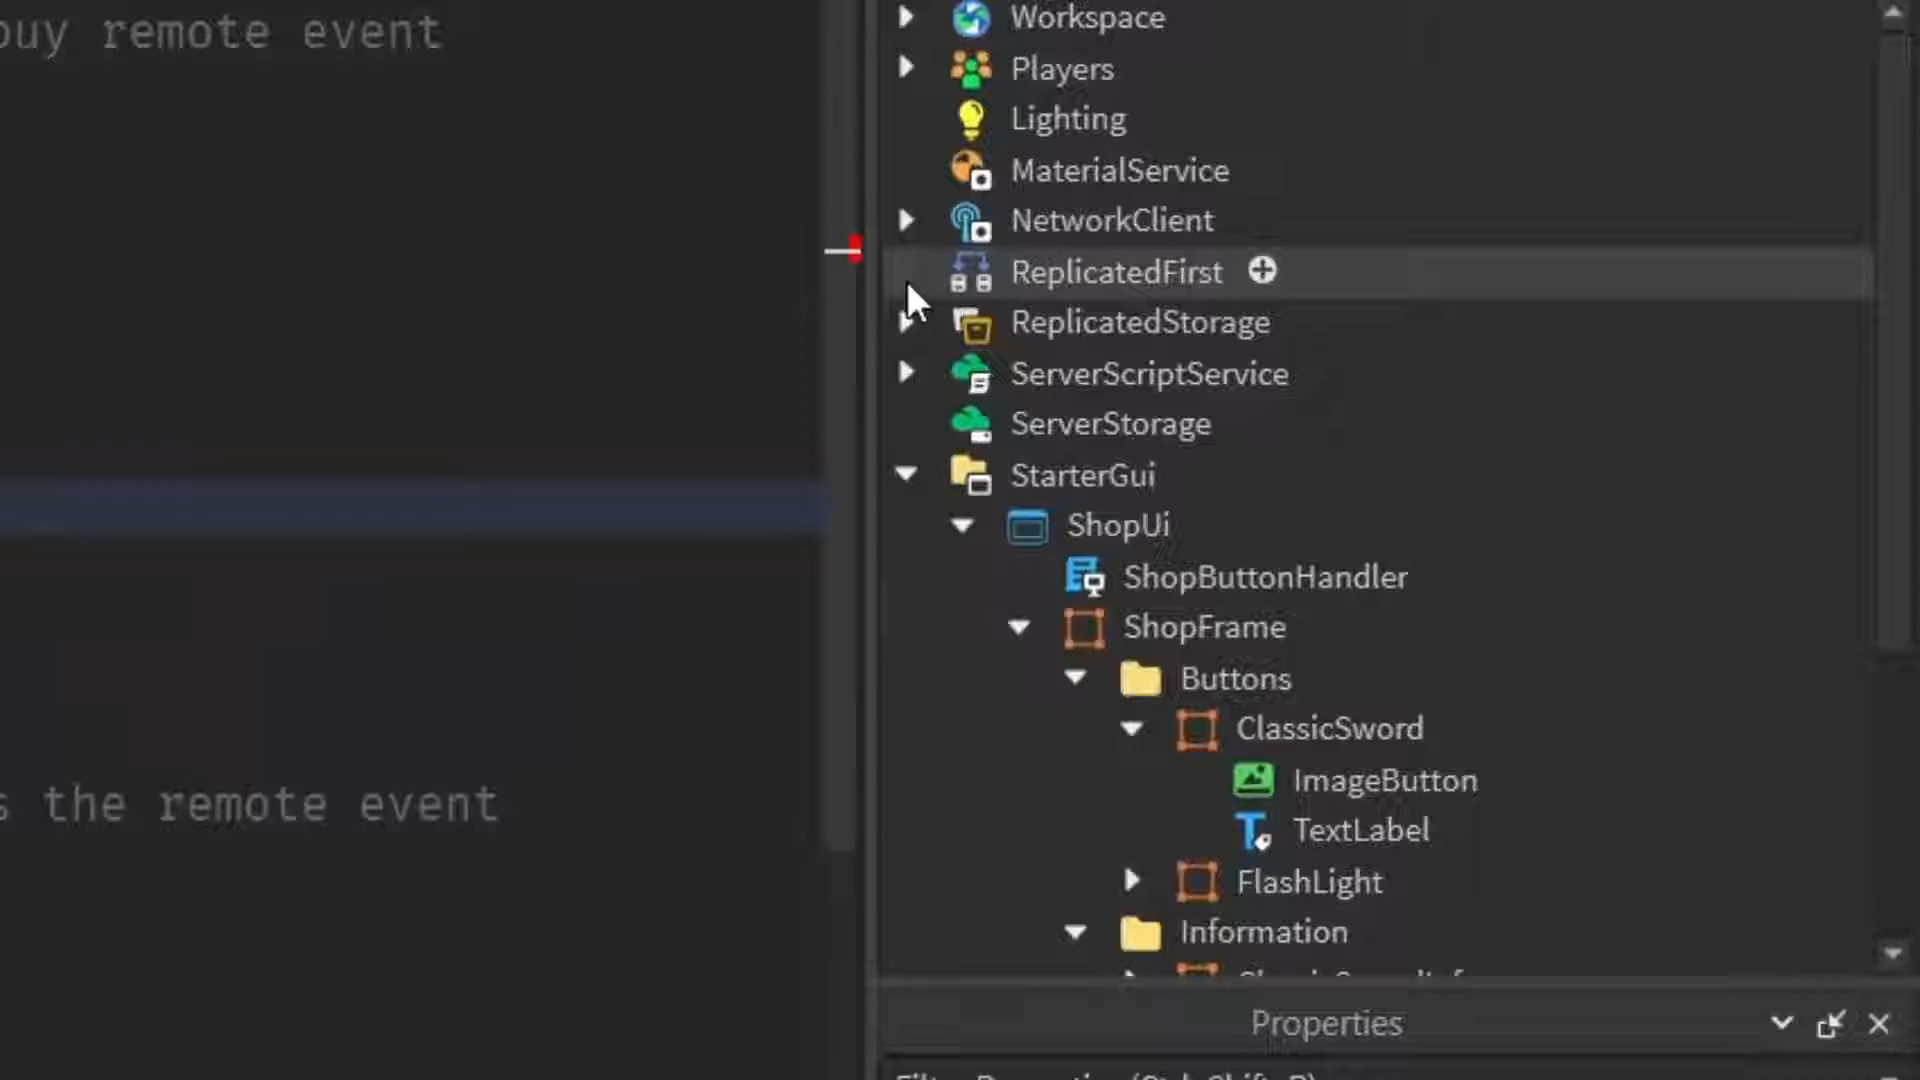 buy remote event
s the remote event
Workspace
Players
Lighting
MaterialService
NetworkClient
ReplicatedFirst
ReplicatedStorage
ServerScriptService
ServerStorage
StarterGui
ShopUi
ShopButtonHandler
ShopFrame
Buttons
ClassicSword
ImageButton
TextLabel
FlashLight
Information
Properties